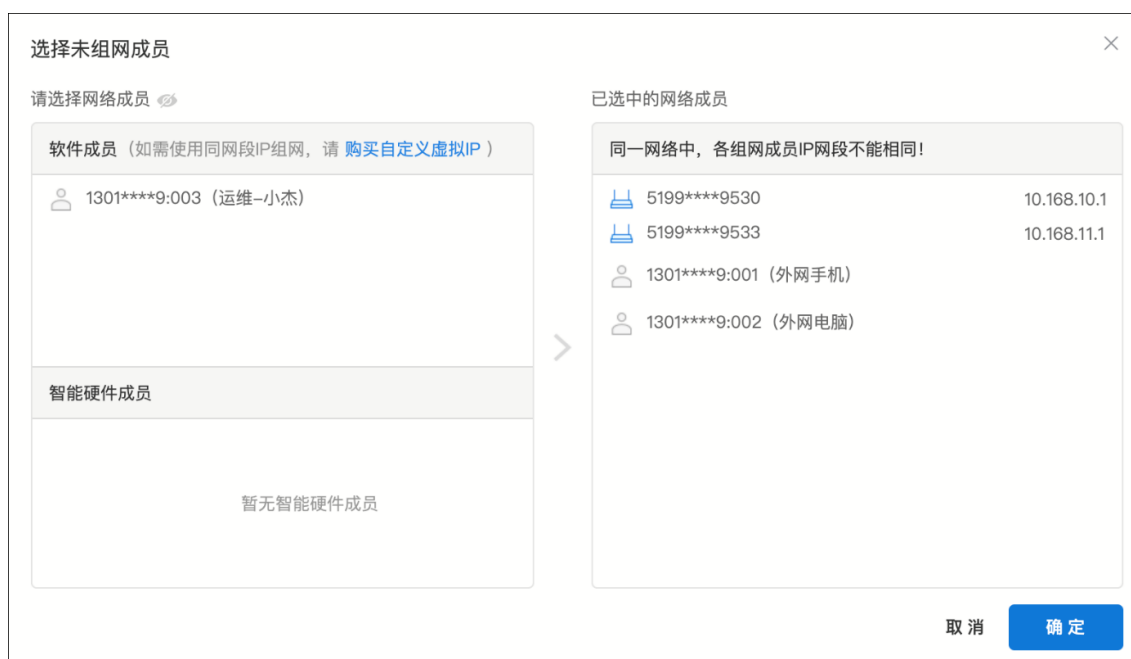 选择未组网成员
请选择网络成员
软件成员（如需使用同网段IP组网，请 购买自定义虚拟IP ）
1301****9:003（运维-小杰）
智能硬件成员
暂无智能硬件成员
已选中的网络成员
同一网络中，各组网成员IP网段不能相同！
5199****9530 10.168.10.1
5199****9533 10.168.11.1
1301****9:001（外网手机）
1301****9:002（外网电脑）
取 消 确 定